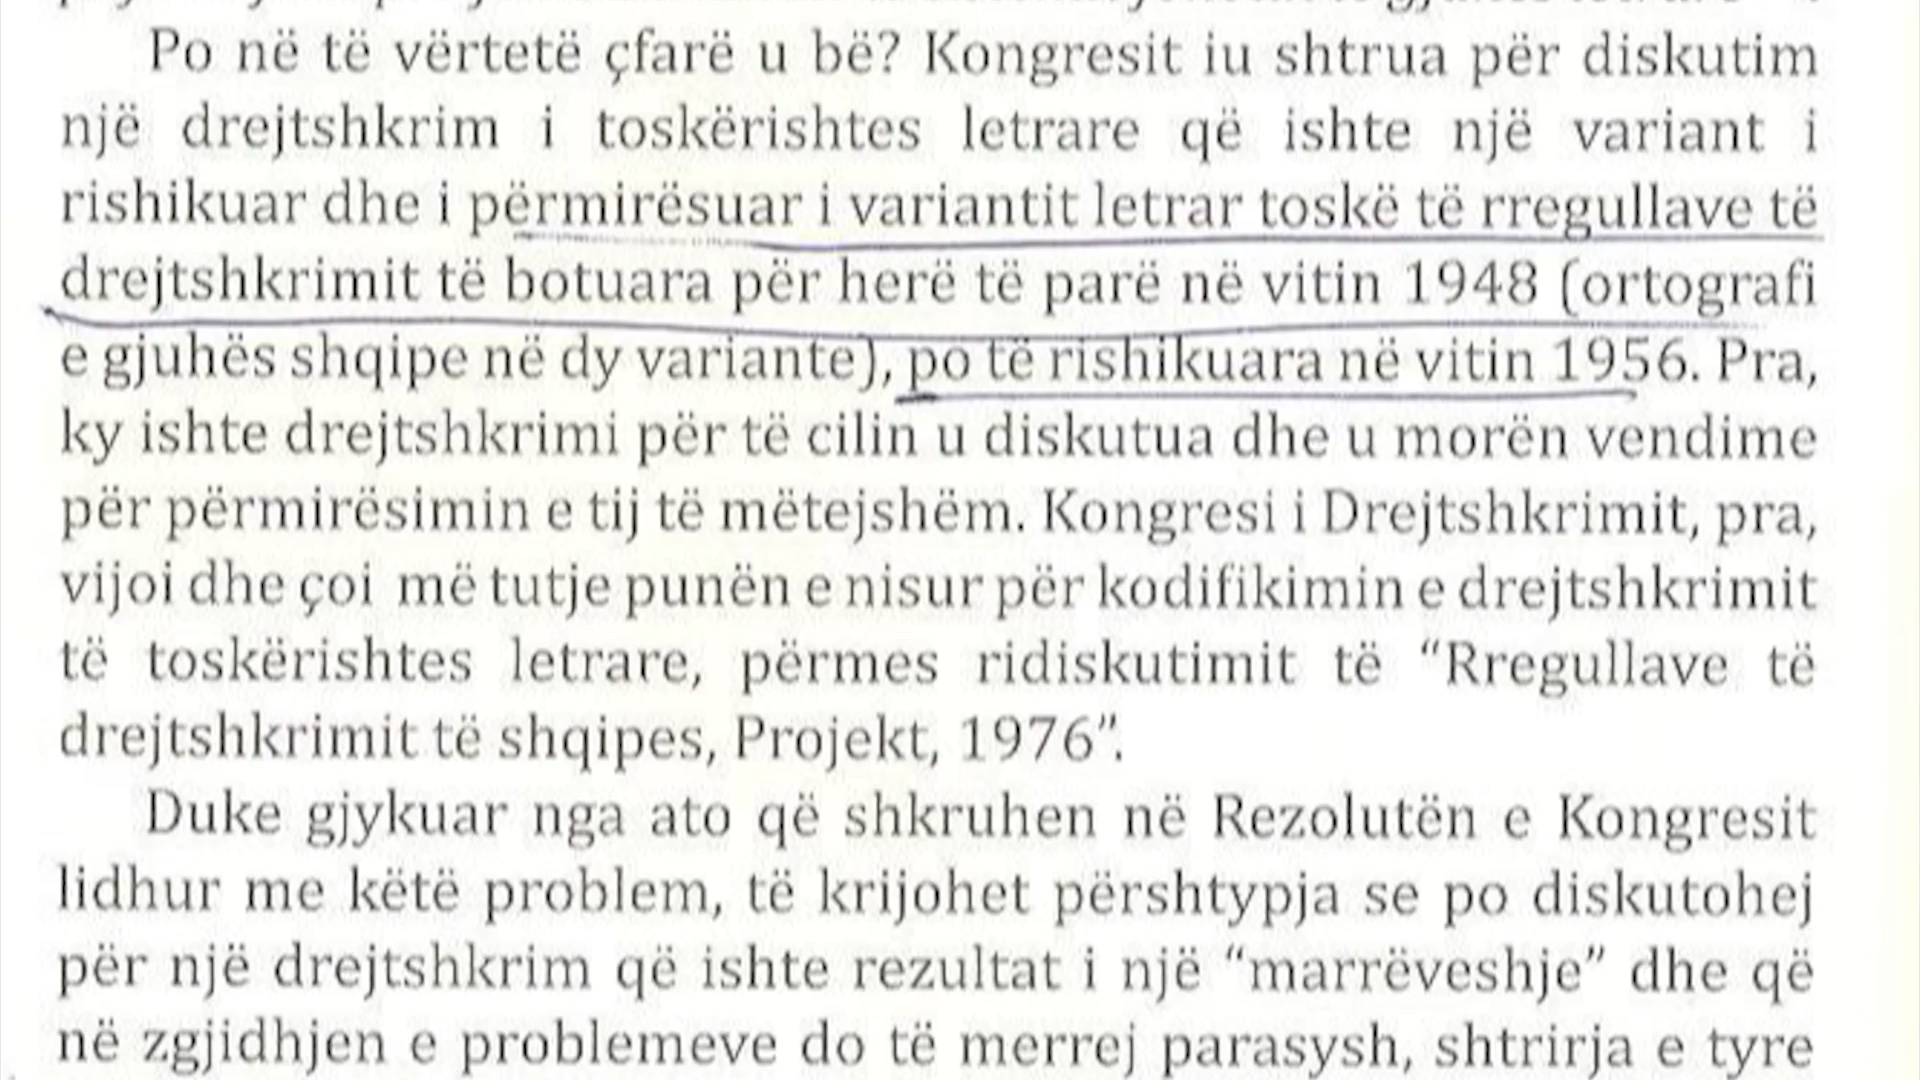 Po në të vërtetë çfarë u bë? Kongresit iu shtrua për diskutim
një drejtshkrim i toskërishtes letrare që ishte një variant i
rishikuar dhe i përmirësuar i variantit letrar toskë të rregullave të
drejtshkrimit të botuara për herë të parë në vitin 1948 (ortografi
e gjuhës shqipe në dy variante), po të rishikuara në vitin 1956. Pra,
ky ishte drejtshkrimi për të cilin u diskutua dhe u morën vendime
për përmirësimin e tij të mëtejshëm. Kongresi i Drejtshkrimit, pra,
vijoi dhe çoi më tutje punën e nisur për kodifikimin e drejtshkrimit
të toskërishtes letrare, përmes ridiskutimit të “Rregullave të
drejtshkrimit të shqipes, Projekt, 1976”.
Duke gjykuar nga ato që shkruhen në Rezolutën e Kongresit
lidhur me këtë problem, të krijohet përshtypja se po diskutohej
për një drejtshkrim që ishte rezultat i një “marrëveshje” dhe që
në zgjidhjen e problemeve do të merrej parasysh, shtrirja e tyre